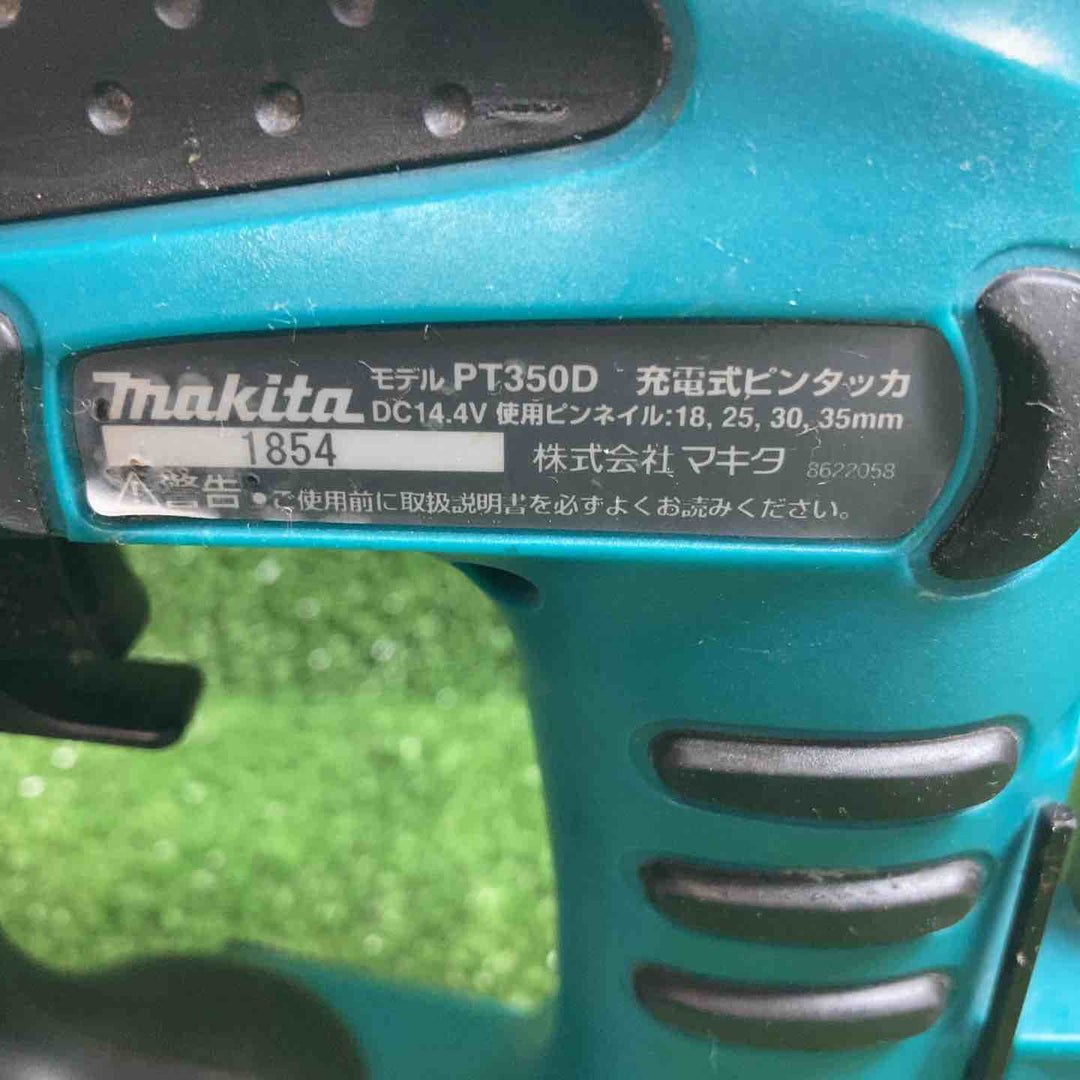 makita モデル PT350D 充電式ピンタッカ
DC14.4V 使用ピンネイル:18, 25, 30, 35mm
1854 株式会社 マキタ 8622058
⚠警告 •ご使用前に取扱説明書を必ずよくお読みください。